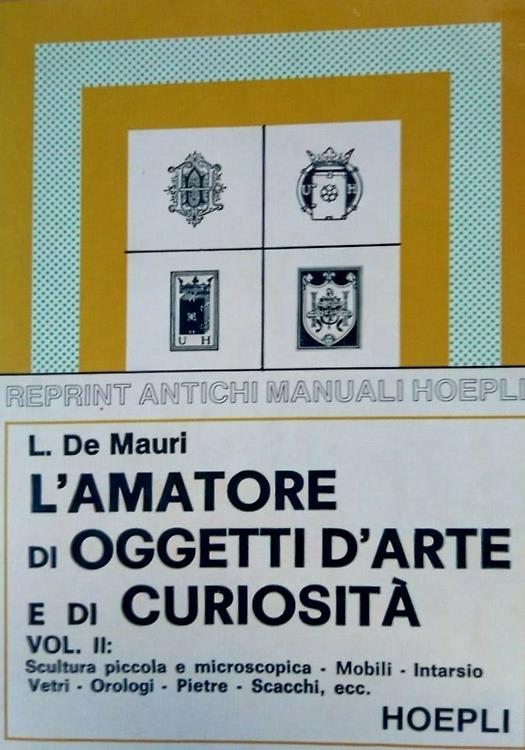 U H
U H
REPRINT ANTICHI MANUALI HOEPLI
L. De Mauri
L'AMATORE
DI OGGETTI D'ARTE
E DI CURIOSITÀ
VOL. II:
Scultura piccola e microscopica - Mobili - Intarsio
Vetri - Orologi - Pietre - Scacchi, ecc.
HOEPLI